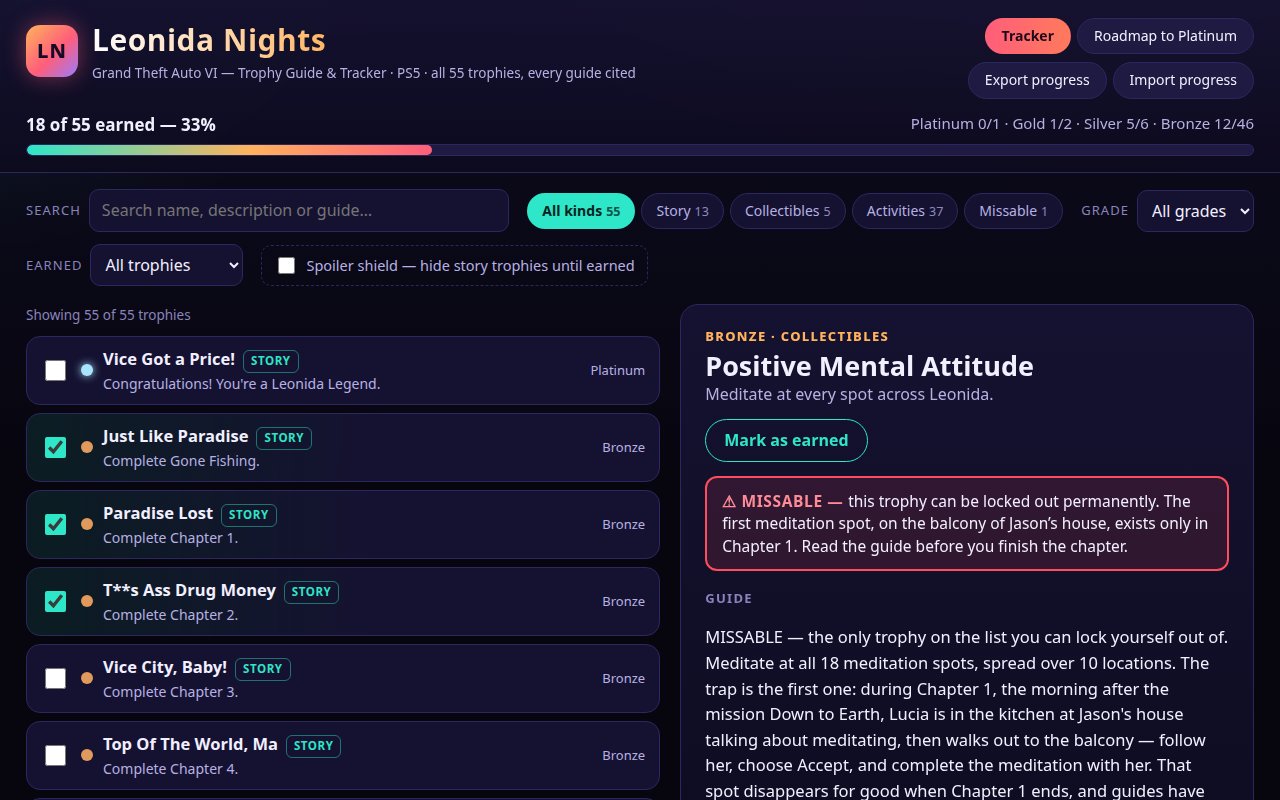 LN
Leonida Nights
Grand Theft Auto VI — Trophy Guide & Tracker · PS5 · all 55 trophies, every guide cited
Tracker
Roadmap to Platinum
Export progress
Import progress
18 of 55 earned — 33%
Platinum 0/1 · Gold 1/2 · Silver 5/6 · Bronze 12/46
SEARCH
Search name, description or guide...
All kinds 55
Story 13
Collectibles 5
Activities 37
Missable 1
GRADE
All grades
EARNED
All trophies
Spoiler shield — hide story trophies until earned
Showing 55 of 55 trophies
Vice Got a Price! STORY
Congratulations! You're a Leonida Legend.
Platinum
Just Like Paradise STORY
Complete Gone Fishing.
Bronze
Paradise Lost STORY
Complete Chapter 1.
Bronze
T**s Ass Drug Money STORY
Complete Chapter 2.
Bronze
Vice City, Baby! STORY
Complete Chapter 3.
Bronze
Top Of The World, Ma STORY
Complete Chapter 4.
Bronze
BRONZE · COLLECTIBLES
Positive Mental Attitude
Meditate at every spot across Leonida.
Mark as earned
⚠ MISSABLE — this trophy can be locked out permanently. The
first meditation spot, on the balcony of Jason’s house, exists only in
Chapter 1. Read the guide before you finish the chapter.
GUIDE
MISSABLE — the only trophy on the list you can lock yourself out of.
Meditate at all 18 meditation spots, spread over 10 locations. The
trap is the first one: during Chapter 1, the morning after the
mission Down to Earth, Lucia is in the kitchen at Jason's house
talking about meditating, then walks out to the balcony — follow
her, choose Accept, and complete the meditation with her. That
spot disappears for good when Chapter 1 ends, and guides have